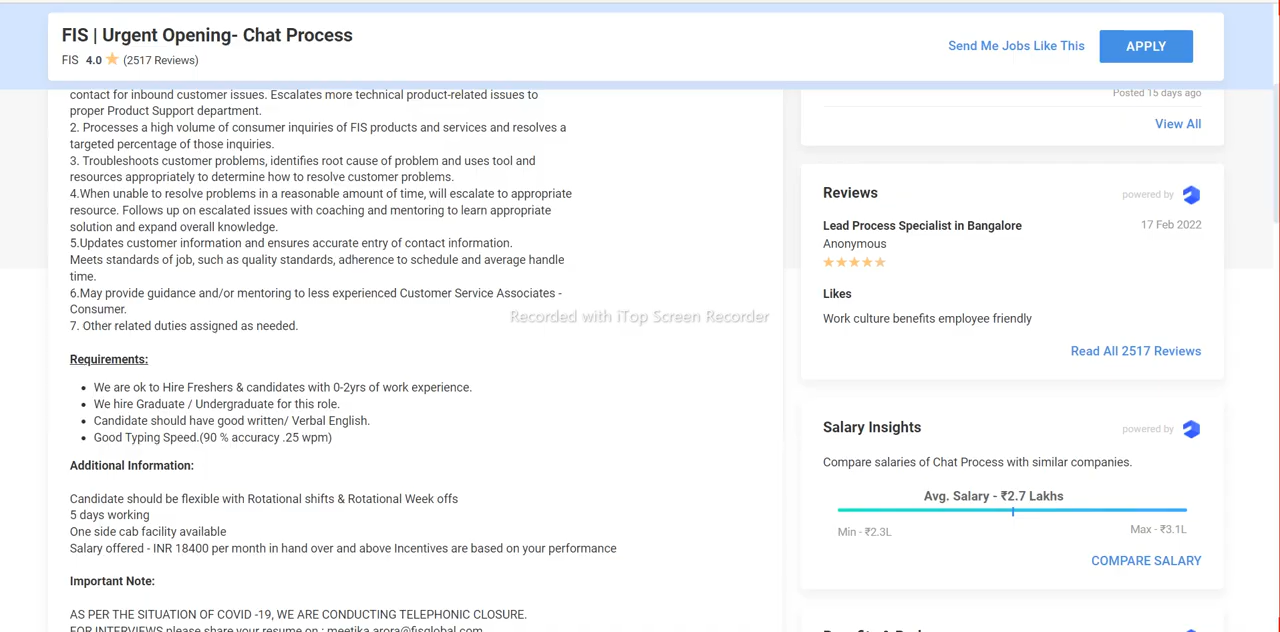 FIS | Urgent Opening- Chat Process
FIS 4.0 (2517 Reviews)
Send Me Jobs Like This
APPLY
contact for inbound customer issues. Escalates more technical product-related issues to
proper Product Support department.
2. Processes a high volume of consumer inquiries of FIS products and services and resolves a
targeted percentage of those inquiries.
3. Troubleshoots customer problems, identifies root cause of problem and uses tool and
resources appropriately to determine how to resolve customer problems.
4.When unable to resolve problems in a reasonable amount of time, will escalate to appropriate
resource. Follows up on escalated issues with coaching and mentoring to learn appropriate
solution and expand overall knowledge.
5.Updates customer information and ensures accurate entry of contact information.
Meets standards of job, such as quality standards, adherence to schedule and average handle
time.
6.May provide guidance and/or mentoring to less experienced Customer Service Associates -
Consumer.
7. Other related duties assigned as needed.
Requirements:
• We are ok to Hire Freshers & candidates with 0-2yrs of work experience.
• We hire Graduate / Undergraduate for this role.
• Candidate should have good written/ Verbal English.
• Good Typing Speed.(90 % accuracy .25 wpm)
Additional Information:
Candidate should be flexible with Rotational shifts & Rotational Week offs
5 days working
One side cab facility available
Salary offered - INR 18400 per month in hand over and above Incentives are based on your performance
Important Note:
AS PER THE SITUATION OF COVID -19, WE ARE CONDUCTING TELEPHONIC CLOSURE.
FOR INTERVIEWS please share your resume on : meetika.arora@fisglobal.com
Recorded with iTop Screen Recorder
Posted 15 days ago
View All
Reviews
powered by
Lead Process Specialist in Bangalore
17 Feb 2022
Anonymous
Likes
Work culture benefits employee friendly
Read All 2517 Reviews
Salary Insights
powered by
Compare salaries of Chat Process with similar companies.
Avg. Salary - ₹2.7 Lakhs
Min - ₹2.3L
Max - ₹3.1L
COMPARE SALARY